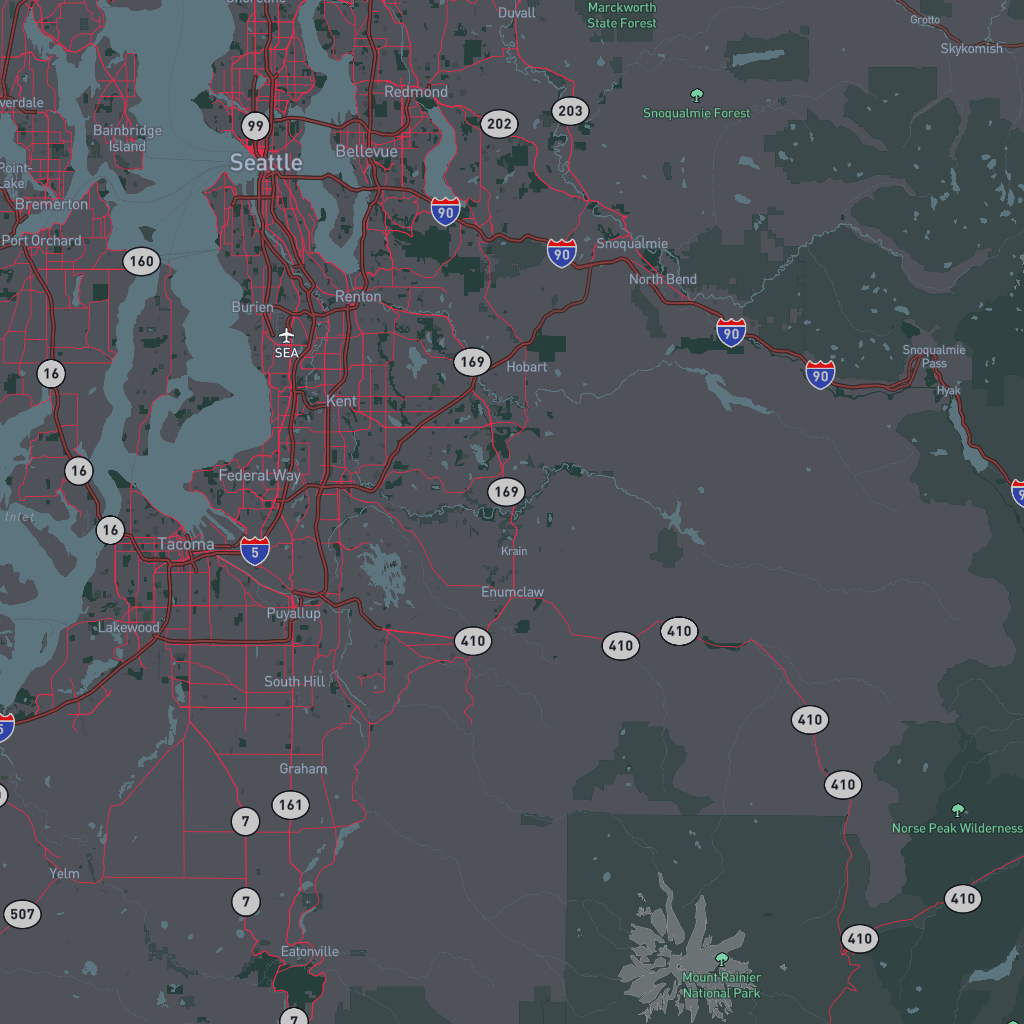 Shoreline
Duvall
Marckworth
State Forest
Grotto
Skykomish
Redmond
203
202
Snoqualmie Forest
99
Bainbridge
Island
Seattle
Bellevue
Bremerton
90
Port Orchard
160
90
Snoqualmie
North Bend
Renton
Burien
SEA
90
169
Hobart
Snoqualmie
Pass
16
90
Hyak
Kent
16
Federal Way
169
Inlet
16
Tacoma
5
Krain
Enumclaw
Puyallup
Lakewood
410
410
410
South Hill
410
5
Graham
161
7
410
Norse Peak Wilderness
Yelm
7
507
410
410
Eatonville
Mount Rainier
National Park
7